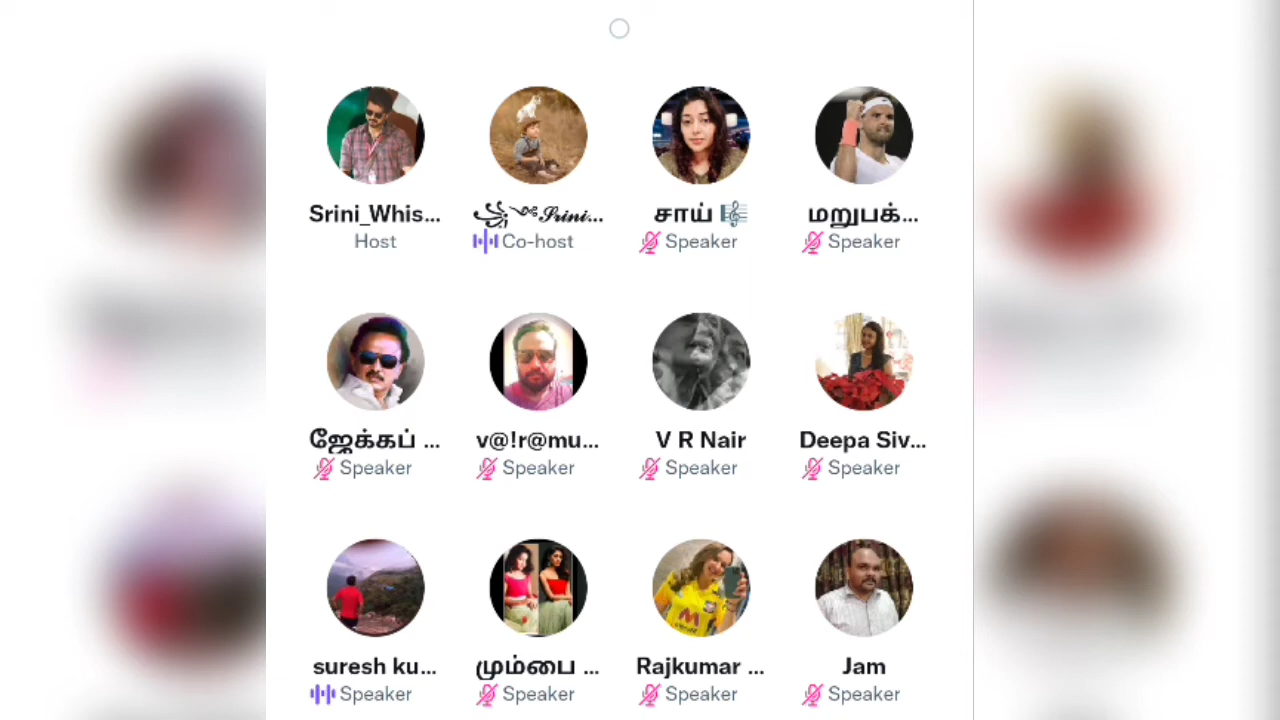 Srini_Whis... ꧁༺𝒮𝓇𝒾𝓃𝒾... சாய் 🎼 மறுபக்...
Host Co-host Speaker Speaker
ஜேக்கப் ... v@!r@mu... V R Nair Deepa Siv...
Speaker Speaker Speaker Speaker
suresh ku... மும்பை ... Rajkumar ... Jam
Speaker Speaker Speaker Speaker